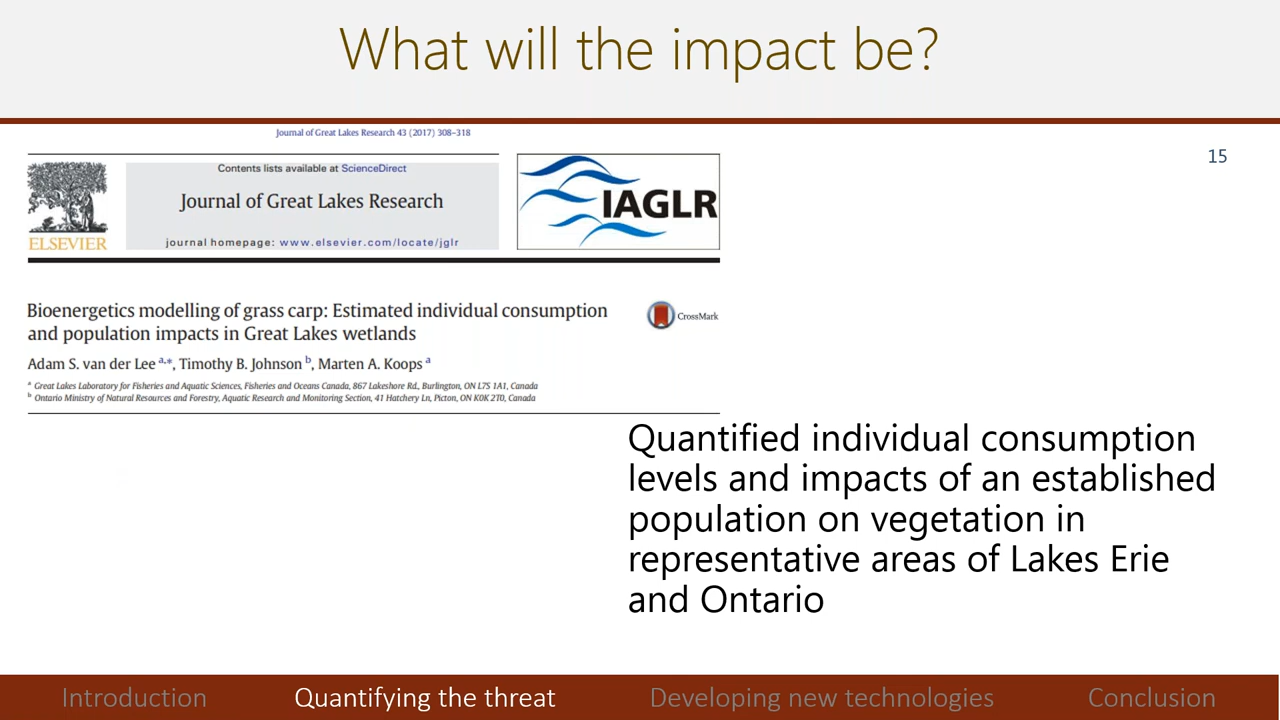 What will the impact be?
Journal of Great Lakes Research 43 (2017) 308–318
15
Contents lists available at ScienceDirect
Journal of Great Lakes Research
journal homepage: www.elsevier.com/locate/jglr
ELSEVIER
IAGLR
Bioenergetics modelling of grass carp: Estimated individual consumption
and population impacts in Great Lakes wetlands
CrossMark
Adam S. van der Lee a,*, Timothy B. Johnson b, Marten A. Koops a
a Great Lakes Laboratory for Fisheries and Aquatic Sciences, Fisheries and Oceans Canada, 867 Lakeshore Rd., Burlington, ON L7S 1A1, Canada
b Ontario Ministry of Natural Resources and Forestry, Aquatic Research and Monitoring Section, 41 Hatchery Ln, Picton, ON K0K 2T0, Canada
Quantified individual consumption
levels and impacts of an established
population on vegetation in
representative areas of Lakes Erie
and Ontario
Introduction
Quantifying the threat
Developing new technologies
Conclusion